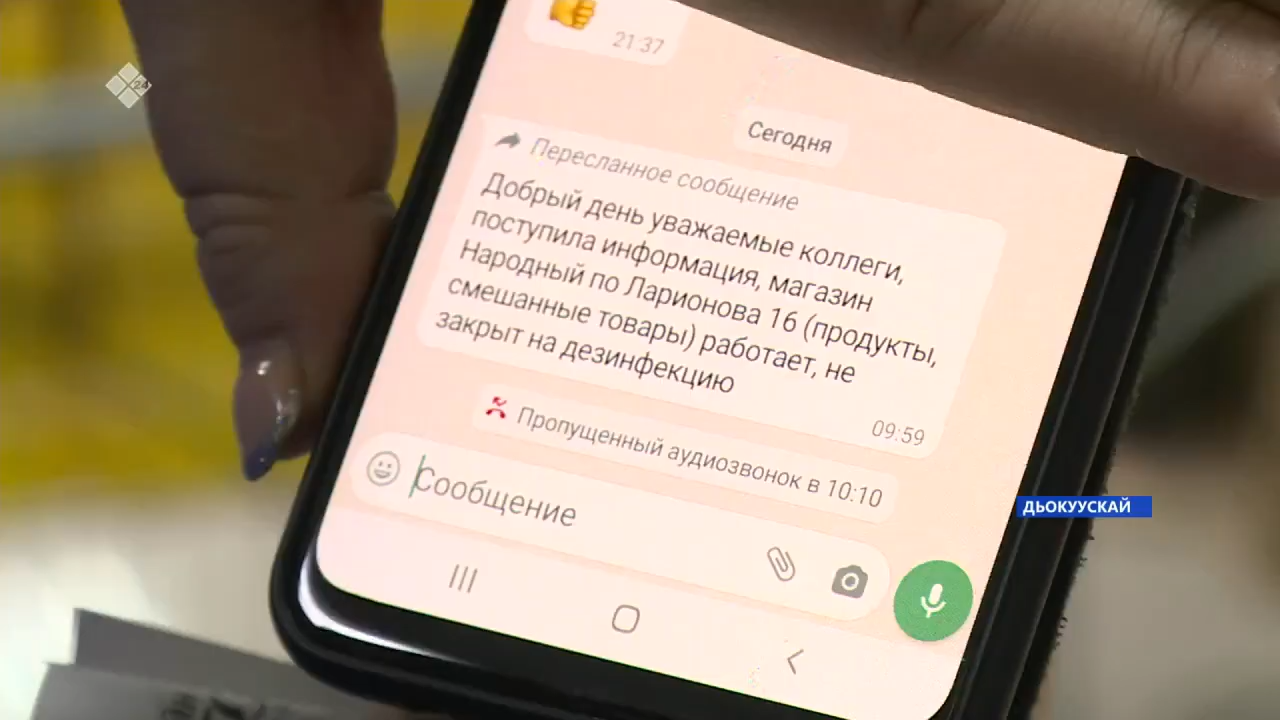 24
21:37
Сегодня
Пересланное сообщение
Добрый день уважаемые коллеги,
поступила информация, магазин
Народный по Ларионова 16 (продукты,
смешанные товары) работает, не
закрыт на дезинфекцию
09:59
Пропущенный аудиозвонок в 10:10
Сообщение
ДЬОКУУСКАЙ